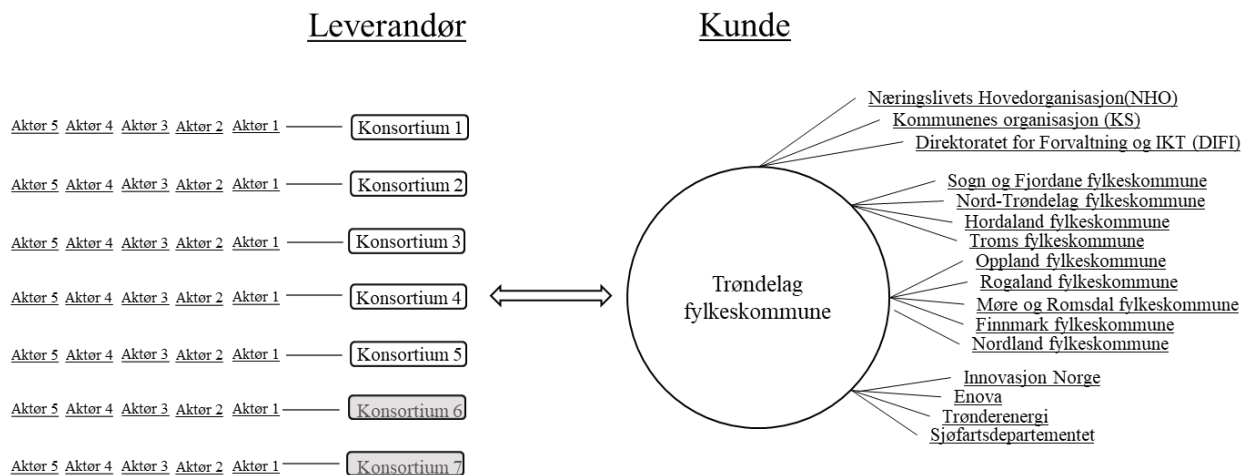 Leverandør
Kunde
Aktør 5 Aktør 4 Aktør 3 Aktør 2 Aktør 1 Konsortium 1
Aktør 5 Aktør 4 Aktør 3 Aktør 2 Aktør 1 Konsortium 2
Aktør 5 Aktør 4 Aktør 3 Aktør 2 Aktør 1 Konsortium 3
Aktør 5 Aktør 4 Aktør 3 Aktør 2 Aktør 1 Konsortium 4
Aktør 5 Aktør 4 Aktør 3 Aktør 2 Aktør 1 Konsortium 5
Aktør 5 Aktør 4 Aktør 3 Aktør 2 Aktør 1 Konsortium 6
Aktør 5 Aktør 4 Aktør 3 Aktør 2 Aktør 1 Konsortium 7
Trøndelag
fylkeskommune
Næringslivets Hovedorganisasjon(NHO)
Kommunenes organisasjon (KS)
Direktoratet for Forvaltning og IKT (DIFI)
Sogn og Fjordane fylkeskommune
Nord-Trøndelag fylkeskommune
Hordaland fylkeskommune
Troms fylkeskommune
Oppland fylkeskommune
Rogaland fylkeskommune
Møre og Romsdal fylkeskommune
Finnmark fylkeskommune
Nordland fylkeskommune
Innovasjon Norge
Enova
Trønderenergi
Sjøfartsdepartementet